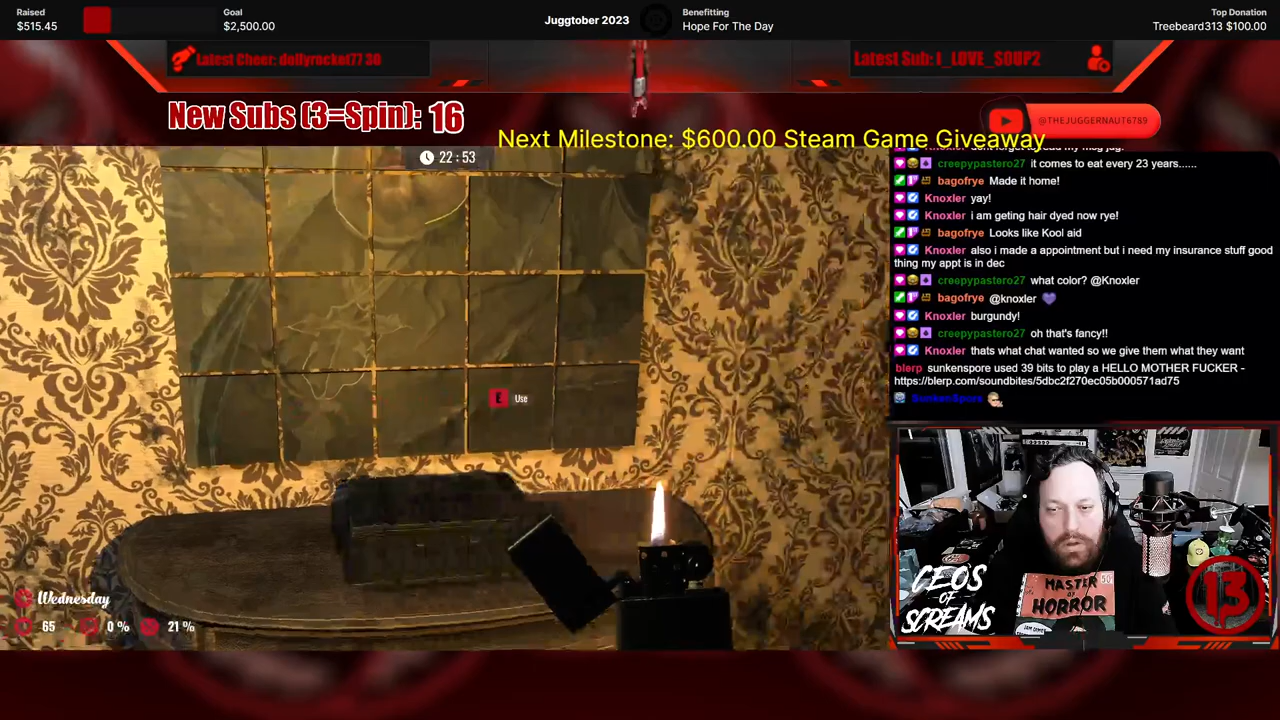 Raised
$515.45
Goal
$2,500.00
Juggtober 2023
Benefitting
Hope For The Day
Top Donation
Treebeard313 $100.00
Latest Cheer: dollyrocket77 30
Latest Sub: I_LOVE_SOUP2
New Subs (3=Spin): 16
@THEJUGGERNAUT6789
Next Milestone: $600.00 Steam Game Giveaway
22:53
creepypastero27 it comes to eat every 23 years......
bagofrye Made it home!
Knoxler yay!
Knoxler i am geting hair dyed now rye!
bagofrye Looks like Kool aid
Knoxler also i made a appointment but i need my insurance stuff good
thing my appt is in dec
creepypastero27 what color? @Knoxler
bagofrye @knoxler
Knoxler burgundy!
creepypastero27 oh that's fancy!!
Knoxler thats what chat wanted so we give them what they want
blerp sunkenspore used 39 bits to play a HELLO MOTHER FUCKER -
https://blerp.com/soundbites/5dbc2f270ec05b000571ad75
SunkenSpore
E Use
Wednesday
65 0 % 21 %
CEOS
OF
SCREAMS
MASTER
OF
HORROR
13